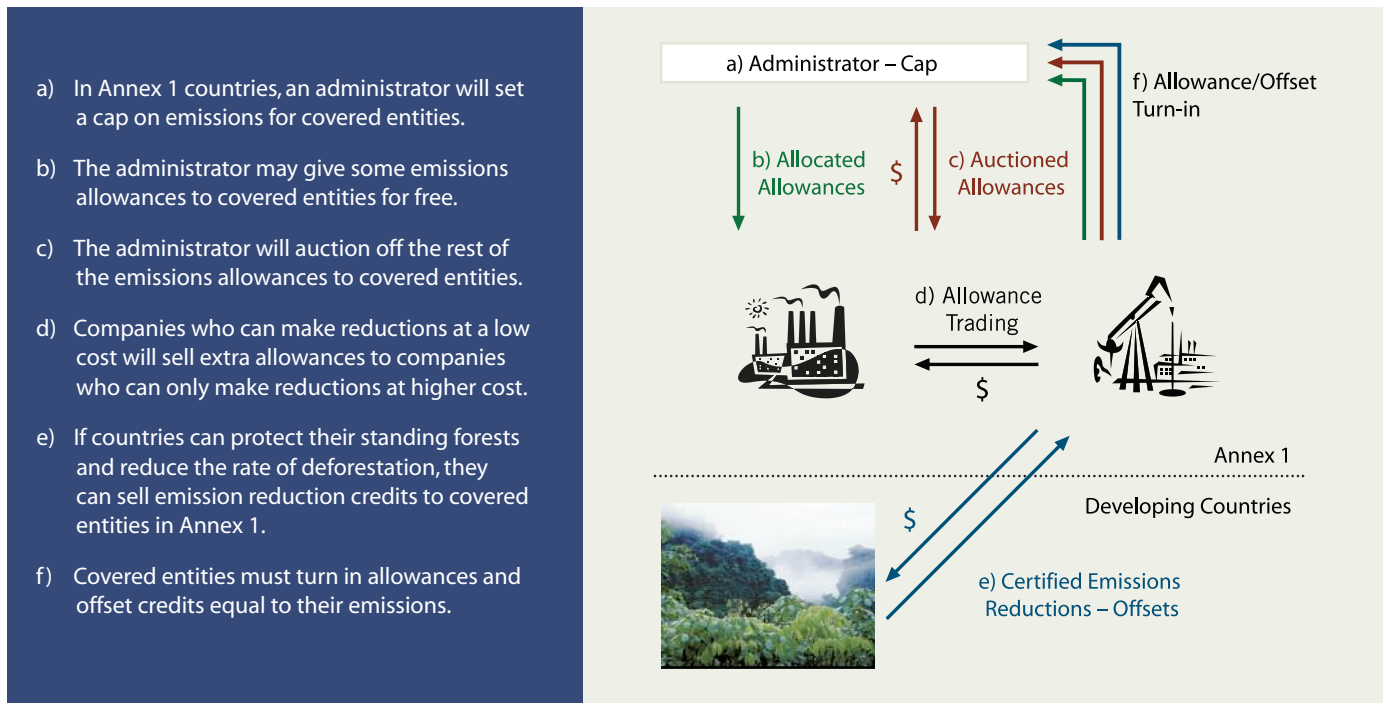 a) In Annex 1 countries, an administrator will set
a cap on emissions for covered entities.
b) The administrator may give some emissions
allowances to covered entities for free.
c) The administrator will auction off the rest of
the emissions allowances to covered entities.
d) Companies who can make reductions at a low
cost will sell extra allowances to companies
who can only make reductions at higher cost.
e) If countries can protect their standing forests
and reduce the rate of deforestation, they
can sell emission reduction credits to covered
entities in Annex 1.
f) Covered entities must turn in allowances and
offset credits equal to their emissions.
a) Administrator – Cap
f) Allowance/Offset
Turn-in
b) Allocated
Allowances
$
c) Auctioned
Allowances
d) Allowance
Trading
$
Annex 1
Developing Countries
$
e) Certified Emissions
Reductions – Offsets